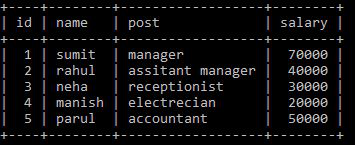 +----+--------+------------------+--------+
| id | name   | post             | salary |
+----+--------+------------------+--------+
|  1 | sumit  | manager          |  70000 |
|  2 | rahul  | assitant manager |  40000 |
|  3 | neha   | receptionist     |  30000 |
|  4 | manish | electrecian      |  20000 |
|  5 | parul  | accountant       |  50000 |
+----+--------+------------------+--------+